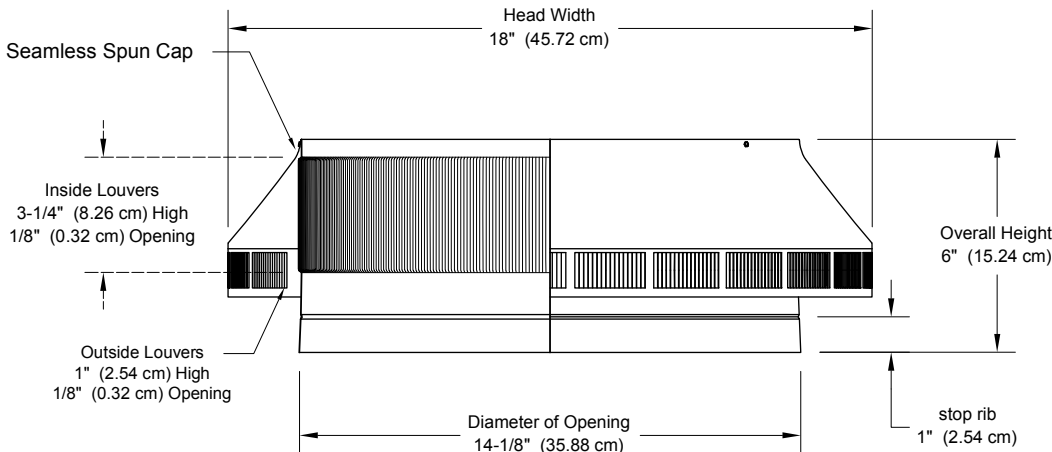 Head Width
18" (45.72 cm)
Seamless Spun Cap
Inside Louvers
3-1/4" (8.26 cm) High
1/8" (0.32 cm) Opening
Overall Height
6" (15.24 cm)
Outside Louvers
1" (2.54 cm) High
1/8" (0.32 cm) Opening
Diameter of Opening
14-1/8" (35.88 cm)
stop rib
1" (2.54 cm)